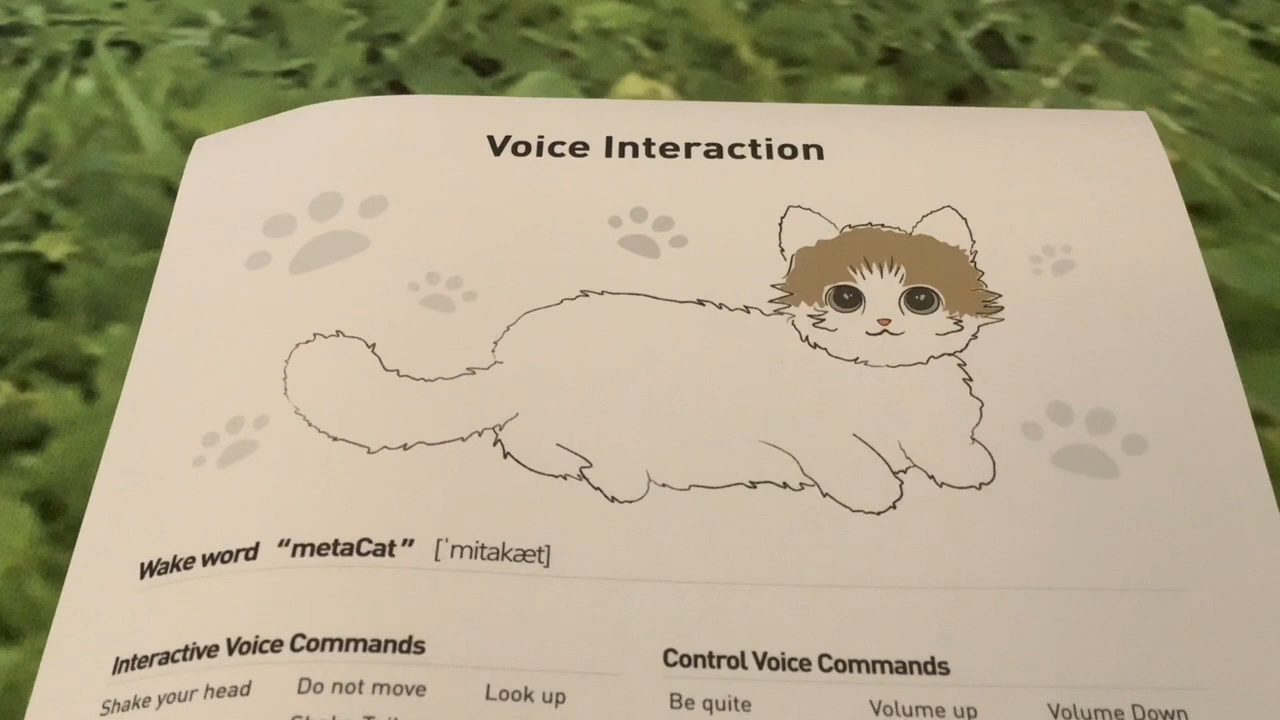 Voice Interaction
Wake word “metaCat” [ˈmitakæt]
Interactive Voice Commands
Control Voice Commands
Shake your head Do not move Look up
Be quite Volume up Volume Down